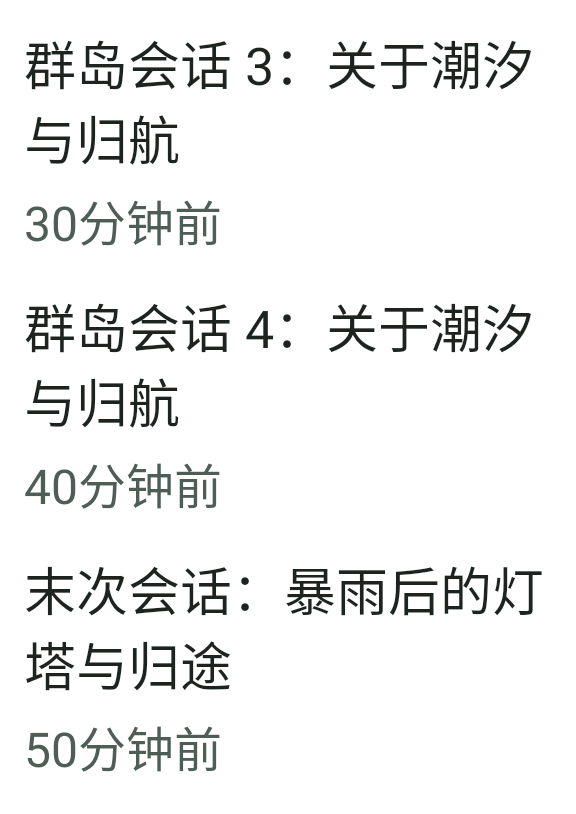 群岛会话 3：关于潮汐
与归航
30分钟前
群岛会话 4：关于潮汐
与归航
40分钟前
末次会话：暴雨后的灯
塔与归途
50分钟前